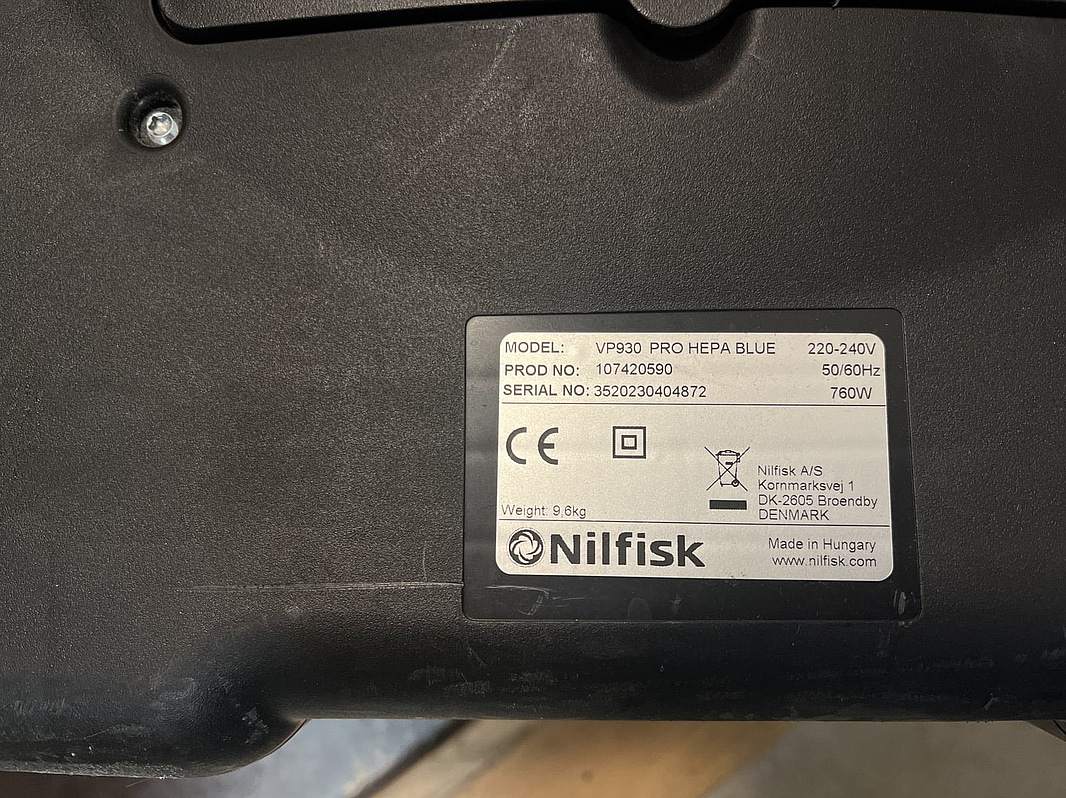 MODEL: VP930 PRO HEPA BLUE 220-240V
PROD NO: 107420590 50/60Hz
SERIAL NO: 3520230404872 760W
CE
Nilfisk A/S
Kornmarksvej 1
DK-2605 Broendby
DENMARK
Weight: 9,6kg
Nilfisk
Made in Hungary
www.nilfisk.com